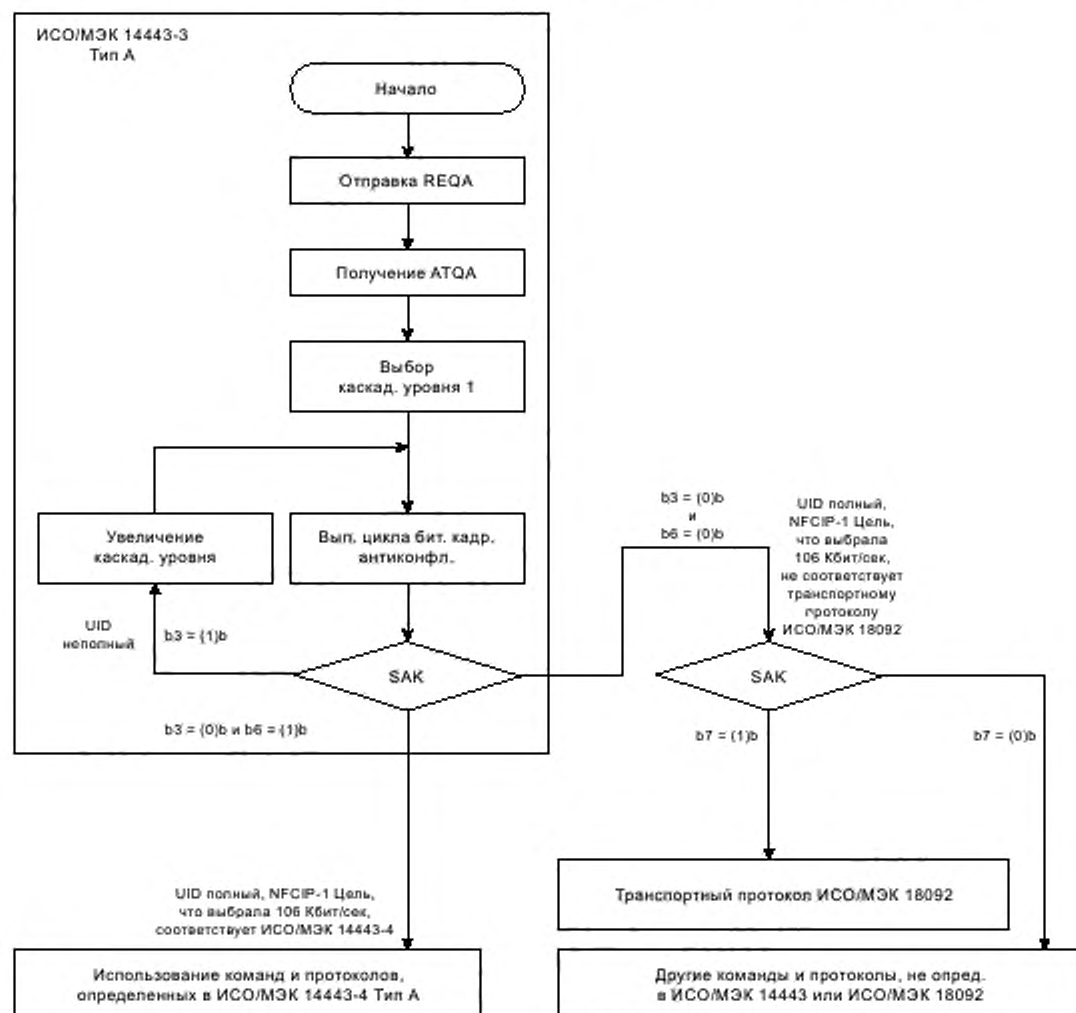 ИСО/МЭК 14443-3
Тип А
Начало
Отправка REQA
Получение ATQA
Выбор
каскад. уровня 1
Увеличение
каскад. уровня
Вып. цикла бит. кадр.
антиконфл.
UID
неполный
b3 = (1)b
SAK
b3 = (0)b и b6 = (1)b
b3 = (0)b
и
b6 = (0)b
UID полный,
NFCIP-1 Цель,
что выбрала
106 Кбит/сек,
не соответствует
транспортному
протоколу
ИСО/МЭК 18092
SAK
b7 = (1)b
b7 = (0)b
Транспортный протокол ИСО/МЭК 18092
UID полный, NFCIP-1 Цель,
что выбрала 106 Кбит/сек,
соответствует ИСО/МЭК 14443-4
Использование команд и протоколов,
определенных в ИСО/МЭК 14443-4 Тип А
Другие команды и протоколы, не опред.
в ИСО/МЭК 14443 или ИСО/МЭК 18092